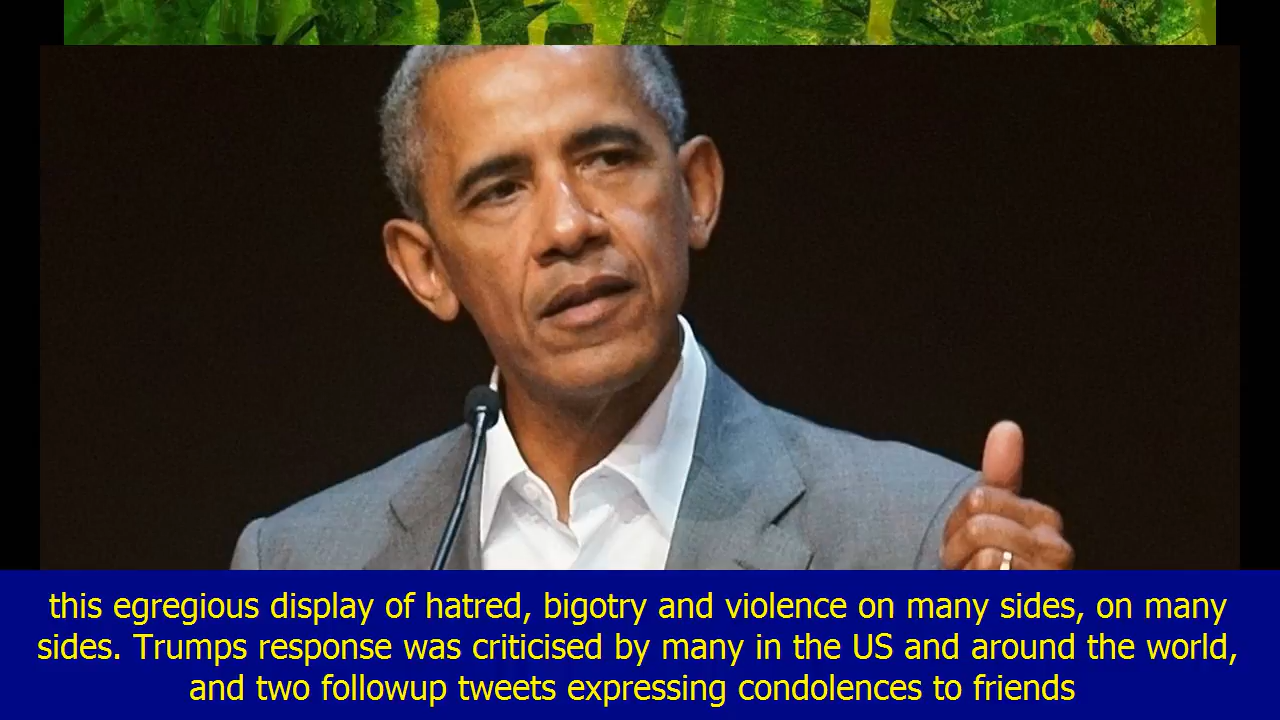 this egregious display of hatred, bigotry and violence on many sides, on many
sides. Trumps response was criticised by many in the US and around the world,
and two followup tweets expressing condolences to friends